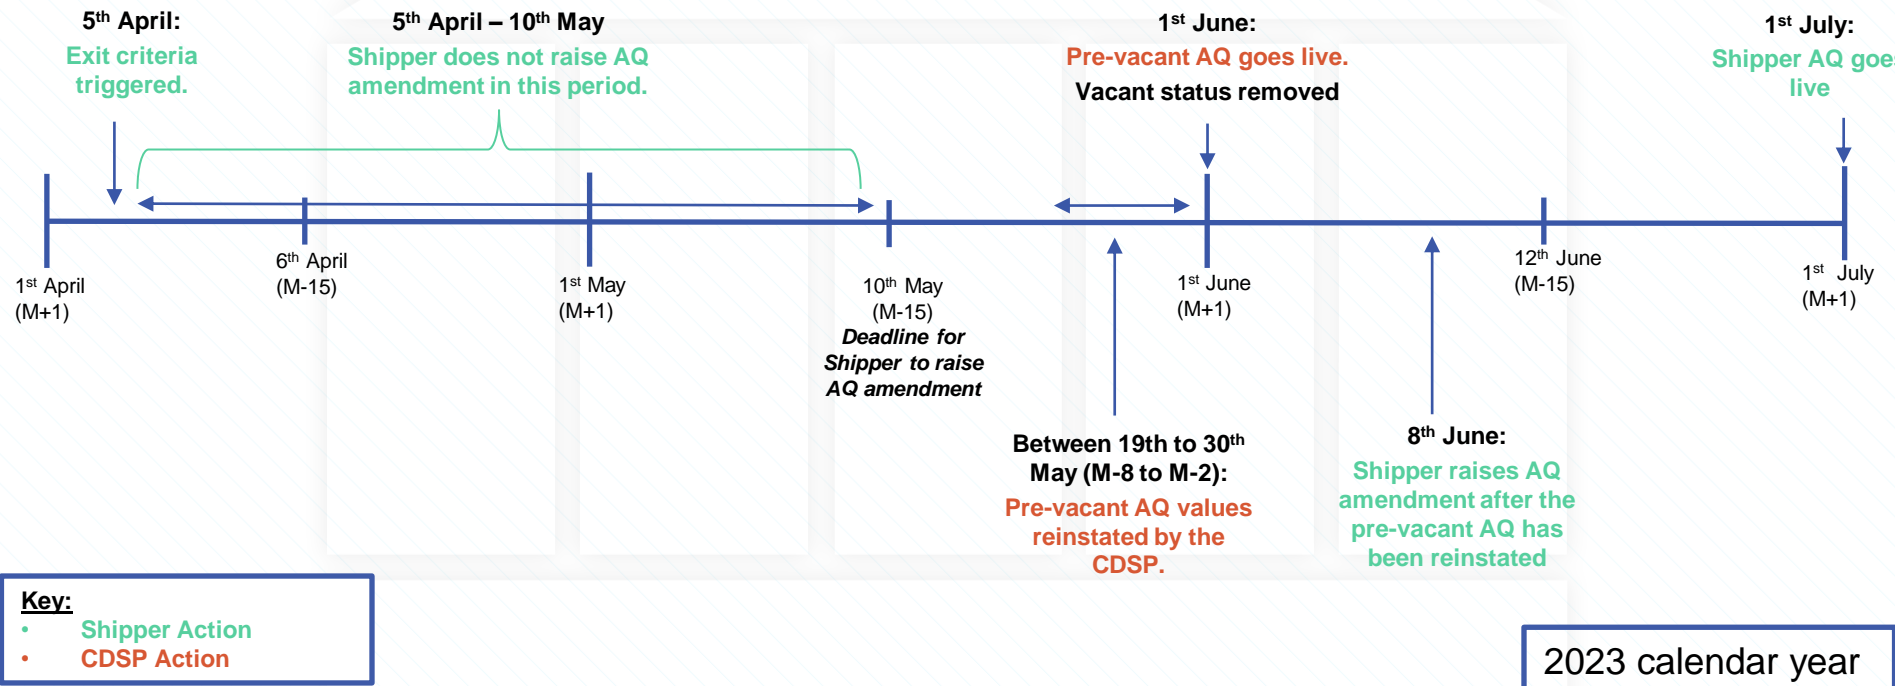 5th April:
Exit criteria
triggered.
5th April – 10th May
Shipper does not raise AQ
amendment in this period.
1st June:
Pre-vacant AQ goes live.
Vacant status removed
1st July:
Shipper AQ goes
live
1st April
(M+1)
6th April
(M-15)
1st May
(M+1)
10th May
(M-15)
Deadline for
Shipper to raise
AQ amendment
1st June
(M+1)
12th June
(M-15)
1st July
(M+1)
Between 19th to 30th
May (M-8 to M-2):
Pre-vacant AQ values
reinstated by the
CDSP.
8th June:
Shipper raises AQ
amendment after the
pre-vacant AQ has
been reinstated
Key:
• Shipper Action
• CDSP Action
2023 calendar year